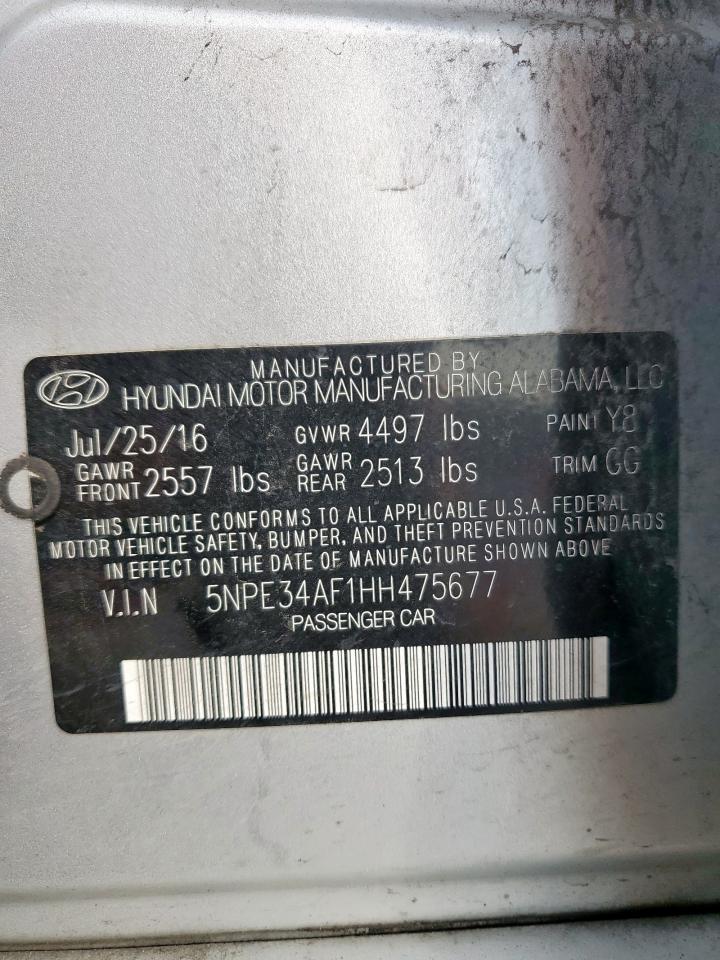 MANUFACTURED BY
HYUNDAI MOTOR MANUFACTURING ALABAMA, LLC
Jul/25/16 GVWR 4497 lbs PAINT Y8
GAWR FRONT 2557 lbs GAWR REAR 2513 lbs TRIM GG
THIS VEHICLE CONFORMS TO ALL APPLICABLE U.S.A. FEDERAL
MOTOR VEHICLE SAFETY, BUMPER, AND THEFT PREVENTION STANDARDS
IN EFFECT ON THE DATE OF MANUFACTURE SHOWN ABOVE
V.I.N 5NPE34AF1HH475677
PASSENGER CAR